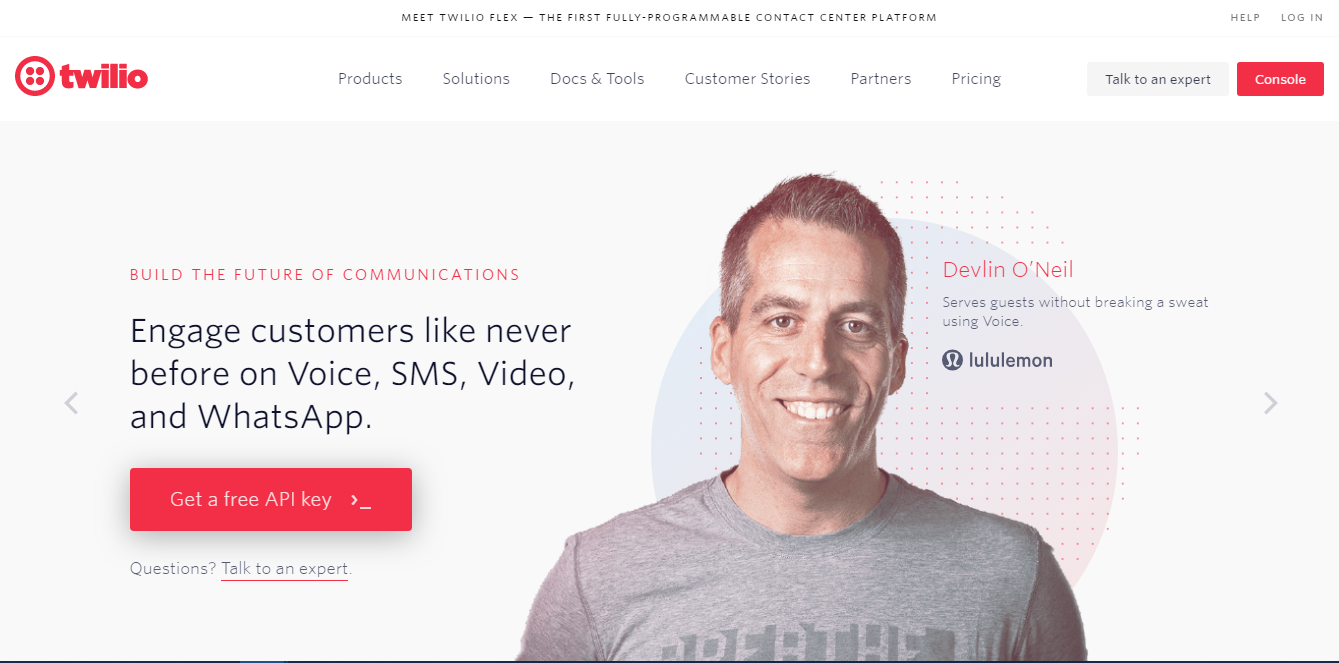 MEET TWILIO FLEX — THE FIRST FULLY-PROGRAMMABLE CONTACT CENTER PLATFORM
HELP LOG IN
twilio
Products Solutions Docs & Tools Customer Stories Partners Pricing
Talk to an expert Console
BUILD THE FUTURE OF COMMUNICATIONS
Engage customers like never
before on Voice, SMS, Video,
and WhatsApp.
Get a free API key >_
Questions? Talk to an expert.
Devlin O’Neil
Serves guests without breaking a sweat
using Voice.
lululemon
BREATHE